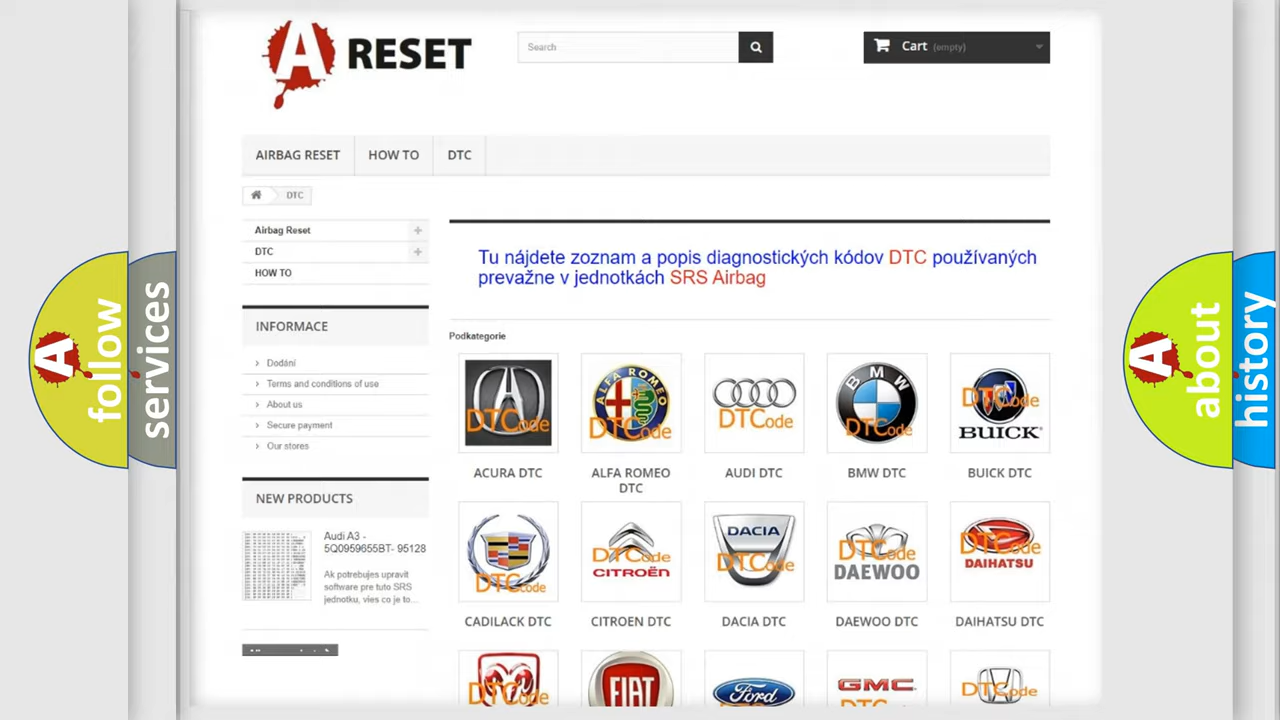 A RESET
Search
Cart (empty)
AIRBAG RESET
HOW TO
DTC
DTC
Airbag Reset
DTC
HOW TO
INFORMACE
Dodání
Terms and conditions of use
About us
Secure payment
Our stores
NEW PRODUCTS
Audi A3 -
5Q0959655BT- 95128
Ak potrebujes upravit
software pre tuto SRS
jednotku, vies co je to...
Tu nájdete zoznam a popis diagnostických kódov DTC používaných
prevažne v jednotkách SRS Airbag
Podkategorie
DTCode
ALFA ROMEO
DTCode
DTCode
BMW
DTCode
DTCode
BUICK
ACURA DTC
ALFA ROMEO
DTC
AUDI DTC
BMW DTC
BUICK DTC
DTCode
DTCode
CITROËN
DACIA
DTCode
DTCode
DAEWOO
DTCode
DAIHATSU
CADILACK DTC
CITROEN DTC
DACIA DTC
DAEWOO DTC
DAIHATSU DTC
DTCode
FIAT
Ford
GMC
DTCode
A follow
services
A about
history